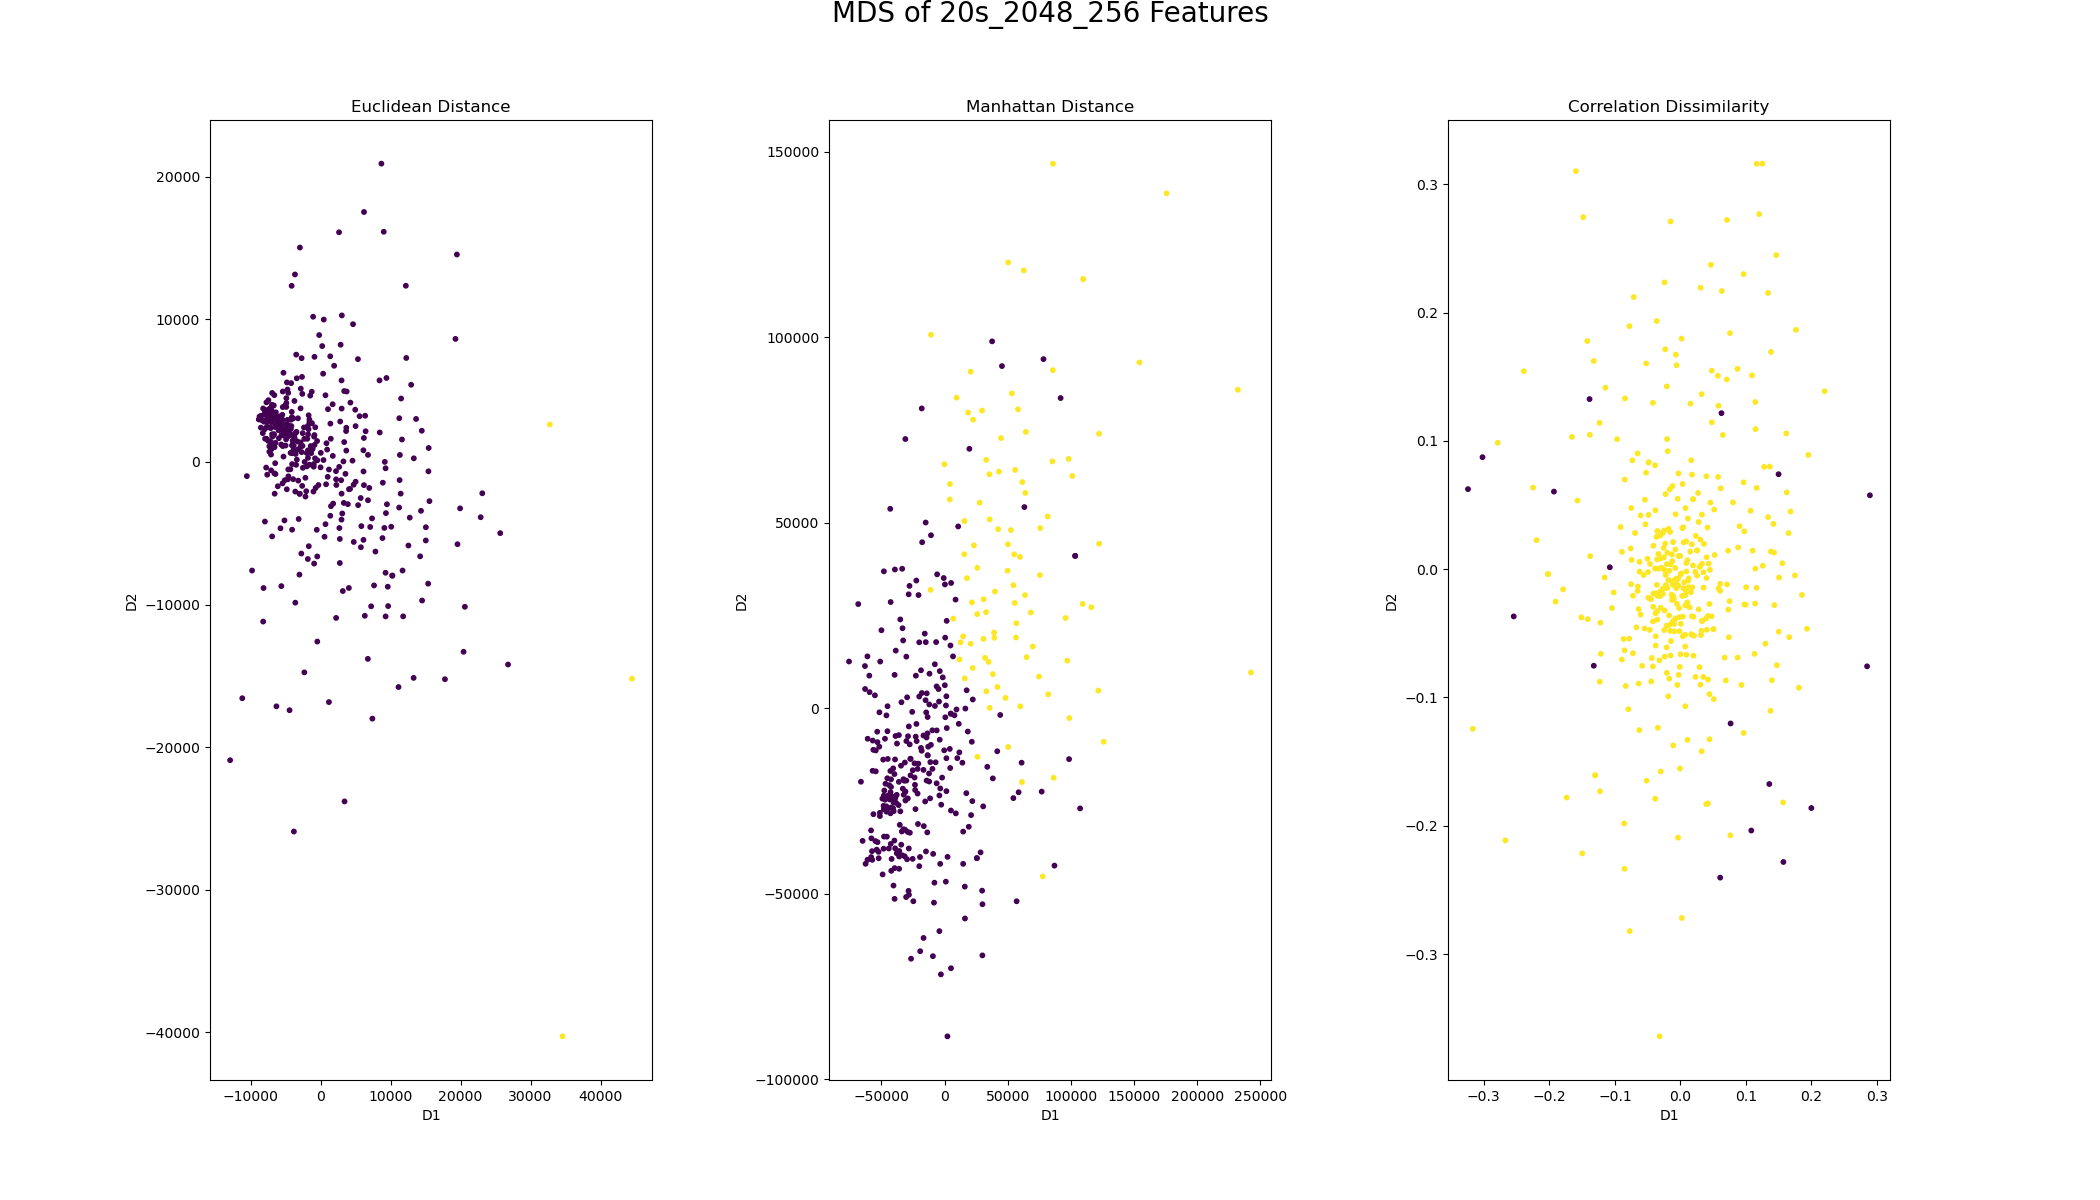 MDS of 20s_2048_256 Features
Euclidean Distance
20000
10000
0
−10000
−20000
−30000
−40000
D2
−10000 0 10000 20000 30000 40000
D1
Manhattan Distance
150000
100000
50000
0
−50000
−100000
D2
−50000 0 50000 100000 150000 200000 250000
D1
Correlation Dissimilarity
0.3
0.2
0.1
0.0
−0.1
−0.2
−0.3
D2
−0.3 −0.2 −0.1 0.0 0.1 0.2 0.3
D1